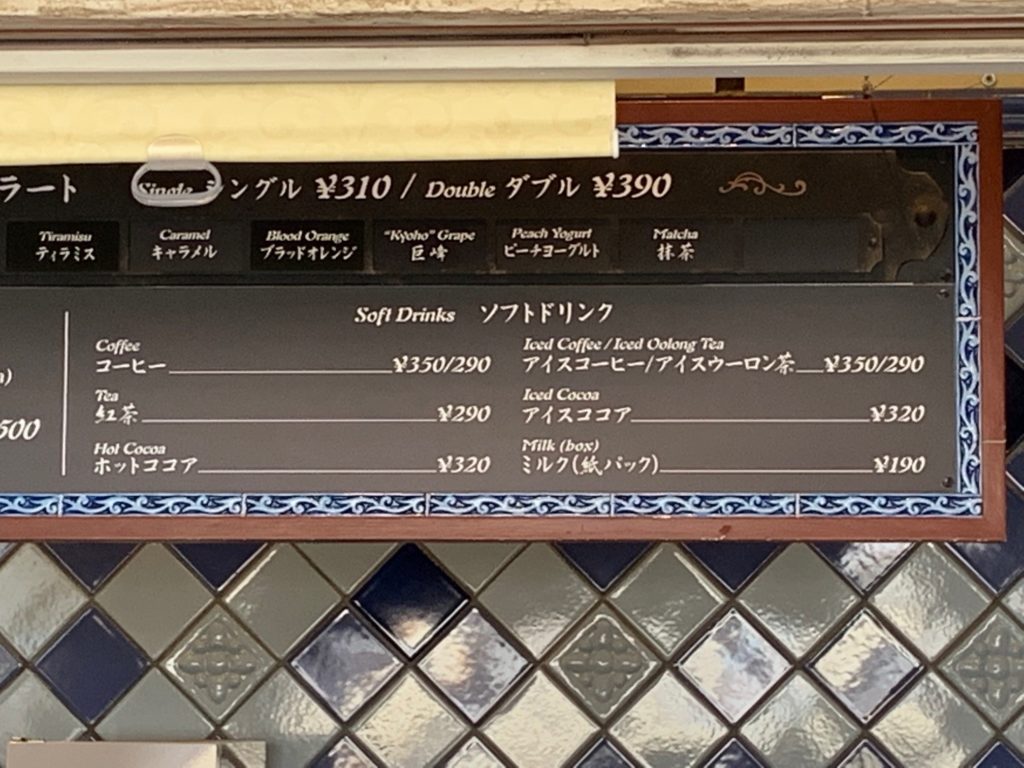 ラート Single シングル ¥310 / Double ダブル ¥390
Tiramisu
ティラミス
Caramel
キャラメル
Blood Orange
ブラッドオレンジ
"Kyoho" Grape
巨峰
Peach Yogurt
ピーチヨーグルト
Matcha
抹茶
Soft Drinks ソフトドリンク
Coffee
コーヒー ¥350/290
Tea
紅茶 ¥290
Hot Cocoa
ホットココア ¥320
Iced Coffee / Iced Oolong Tea
アイスコーヒー/アイスウーロン茶 ¥350/290
Iced Cocoa
アイスココア ¥320
Milk (box)
ミルク(紙パック) ¥190
500